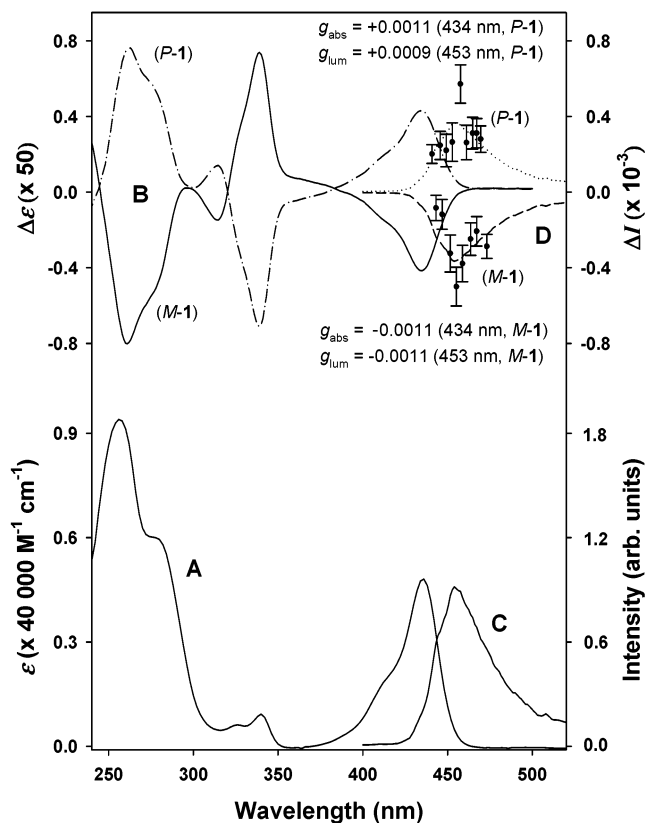 g_abs = +0.0011 (434 nm, P-1)
g_lum = +0.0009 (453 nm, P-1)
(P-1)
(P-1)
B
D
(M-1)
(M-1)
g_abs = -0.0011 (434 nm, M-1)
g_lum = -0.0011 (453 nm, M-1)
0.8
0.4
0.0
-0.4
-0.8
Δε (x 50)
0.8
0.4
0.0
-0.4
-0.8
ΔI (x 10⁻³)
A
C
0.9
0.6
0.3
0.0
ε (x 40 000 M⁻¹ cm⁻¹)
1.8
1.2
0.6
0.0
Intensity (arb. units)
250 300 350 400 450 500
Wavelength (nm)